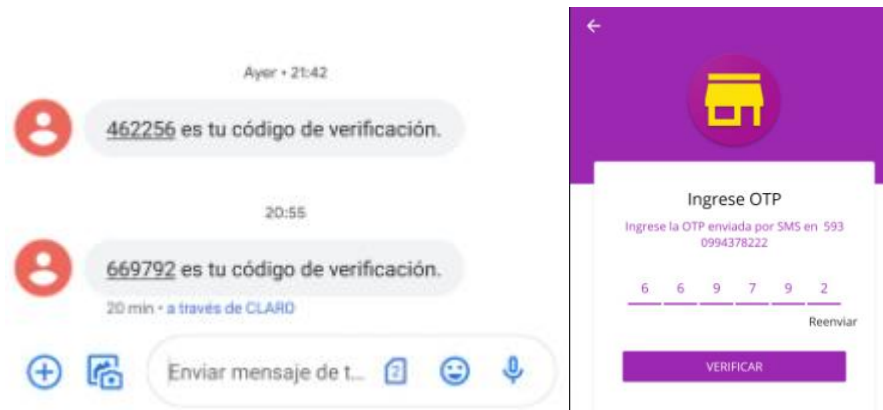 Ayer • 21:42
462256 es tu código de verificación.
20:55
669792 es tu código de verificación.
20 min • a través de CLARO
Enviar mensaje de t...
2
Ingrese OTP
Ingrese la OTP enviada por SMS en 593
0994378222
6 6 9 7 9 2
Reenviar
VERIFICAR